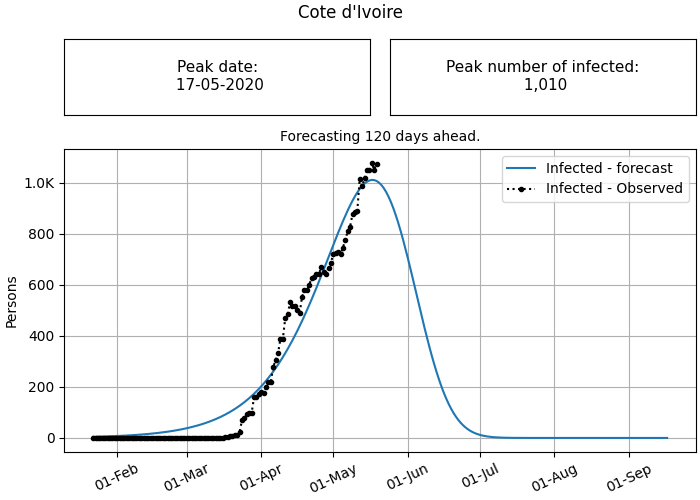 Cote d'Ivoire
Peak date:
17-05-2020
Peak number of infected:
1,010
Forecasting 120 days ahead.
Infected - forecast
Infected - Observed
Persons
1.0K
800
600
400
200
0
01-Feb
01-Mar
01-Apr
01-May
01-Jun
01-Jul
01-Aug
01-Sep